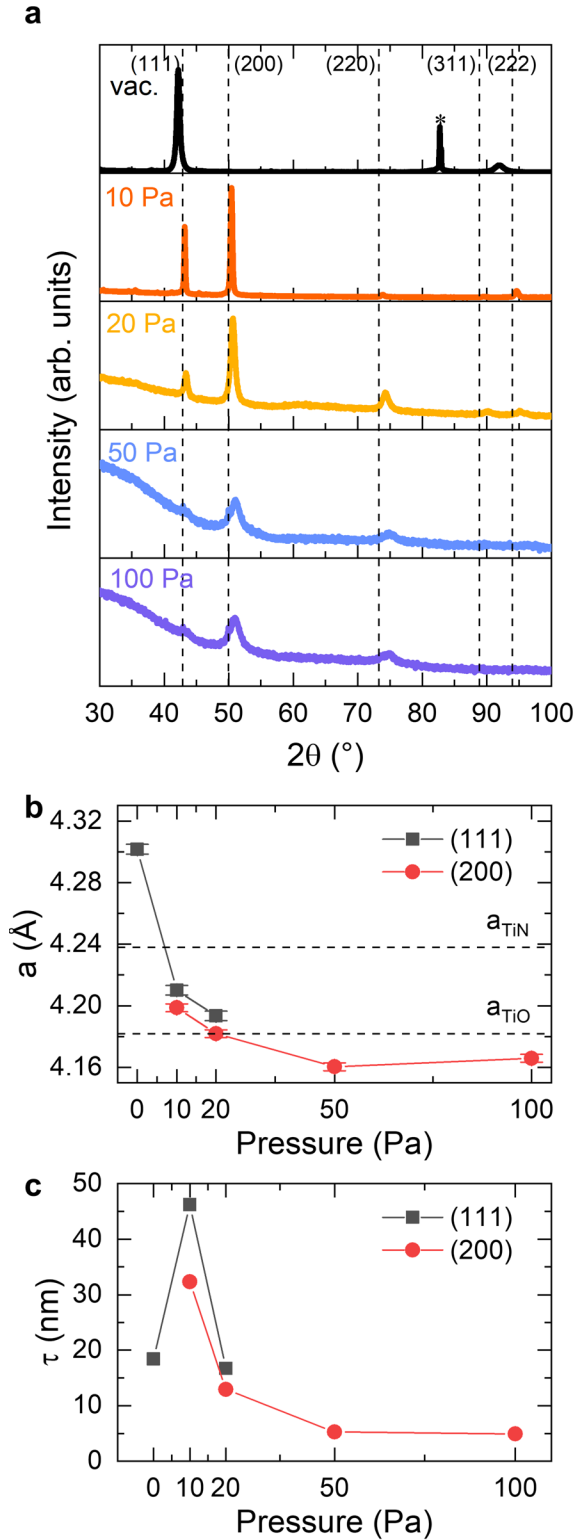 a
(111) (200) (220) (311) (222)
vac.
*
10 Pa
20 Pa
50 Pa
100 Pa
Intensity (arb. units)
30 40 50 60 70 80 90 100
2θ (°)
b
4.32
4.28
4.24
4.20
4.16
a (Å)
(111)
(200)
aTiN
aTiO
0 10 20 50 100
Pressure (Pa)
c
50
40
30
20
10
0
τ (nm)
(111)
(200)
0 10 20 50 100
Pressure (Pa)